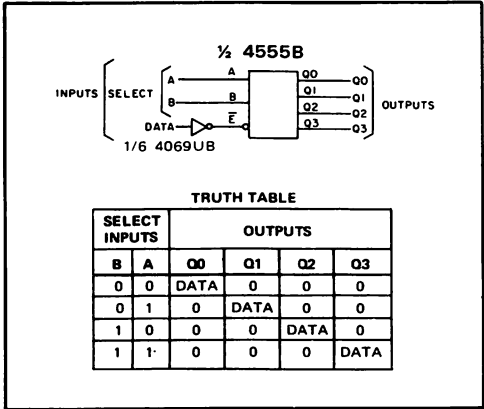 ½ 4555B
A A Q0 Q0
INPUTS SELECT B B Q1 Q1 OUTPUTS
DATA E̅ Q2 Q2
Q3 Q3
1/6 4069UB
TRUTH TABLE
SELECT INPUTS OUTPUTS
B A Q0 Q1 Q2 Q3
0 0 DATA 0 0 0
0 1 0 DATA 0 0
1 0 0 0 DATA 0
1 1 0 0 0 DATA